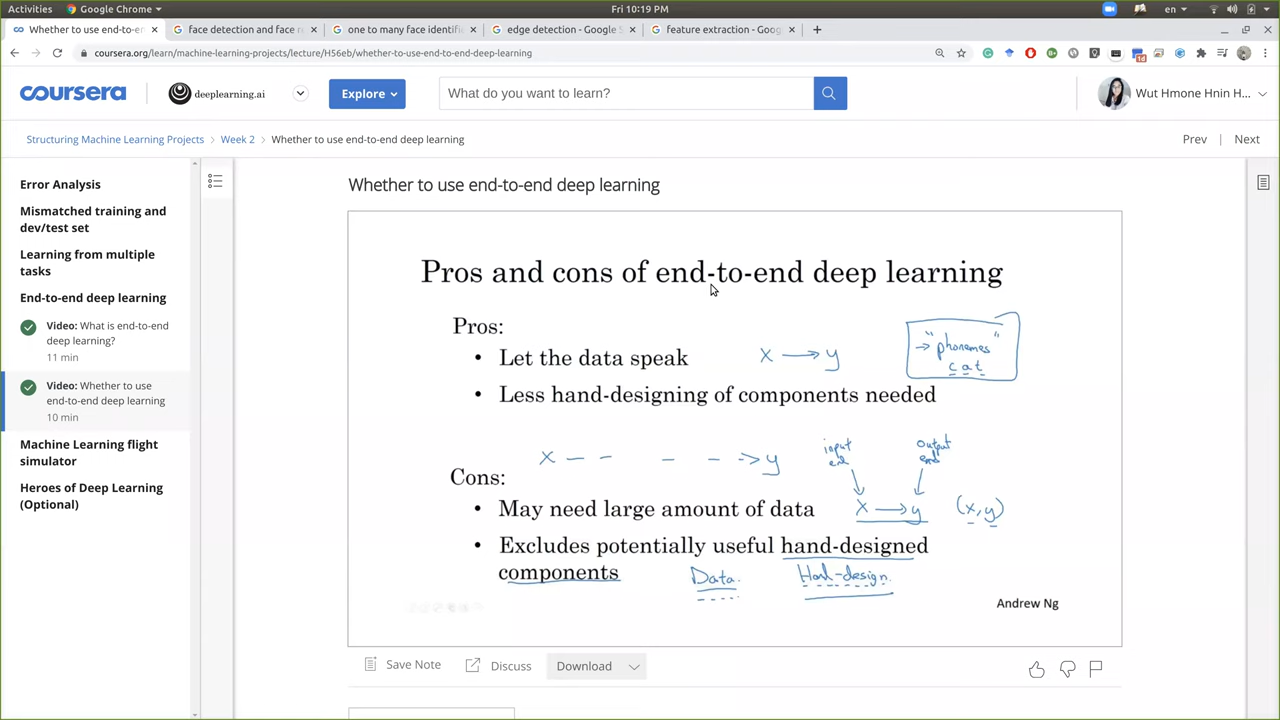 Activities
Google Chrome
Fri 10:19 PM
en
Whether to use end-to-en
face detection and face r
one to many face identifi
edge detection - Google S
feature extraction - Goog
coursera.org/learn/machine-learning-projects/lecture/H56eb/whether-to-use-end-to-end-deep-learning
coursera
deeplearning.ai
Explore
What do you want to learn?
Wut Hmone Hnin H...
Structuring Machine Learning Projects
Week 2
Whether to use end-to-end deep learning
Prev
Next
Error Analysis
Mismatched training and
dev/test set
Learning from multiple
tasks
End-to-end deep learning
Video: What is end-to-end
deep learning?
11 min
Video: Whether to use
end-to-end deep learning
10 min
Machine Learning flight
simulator
Heroes of Deep Learning
(Optional)
Whether to use end-to-end deep learning
Pros and cons of end-to-end deep learning
Pros:
• Let the data speak
x → y
→ "phonemes"
c a t
• Less hand-designing of components needed
x – – – – -> y
input
end
output
end
Cons:
• May need large amount of data
x → y
(x, y)
• Excludes potentially useful hand-designed
components
Data.
Hand-design.
Andrew Ng
Save Note
Discuss
Download